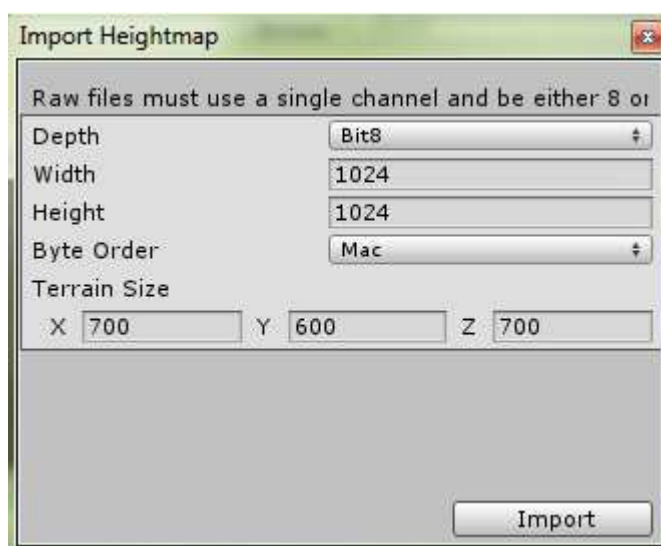 Import Heightmap
Raw files must use a single channel and be either 8 or
Depth Bit8
Width 1024
Height 1024
Byte Order Mac
Terrain Size
X 700 Y 600 Z 700
Import